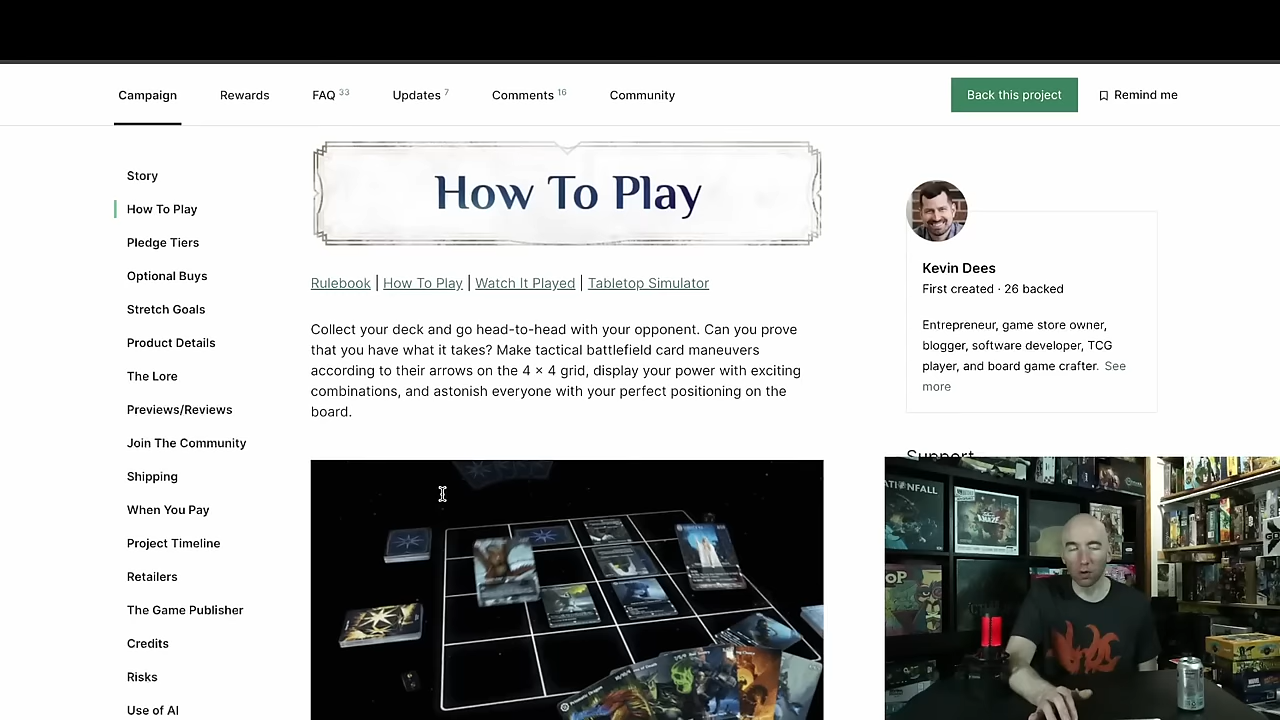 Campaign
Rewards
FAQ 33
Updates 7
Comments 16
Community
Back this project
Remind me
Story
How To Play
Pledge Tiers
Optional Buys
Stretch Goals
Product Details
The Lore
Previews/Reviews
Join The Community
Shipping
When You Pay
Project Timeline
Retailers
The Game Publisher
Credits
Risks
Use of AI
How To Play
Rulebook | How To Play | Watch It Played | Tabletop Simulator
Collect your deck and go head-to-head with your opponent. Can you prove
that you have what it takes? Make tactical battlefield card maneuvers
according to their arrows on the 4 × 4 grid, display your power with exciting
combinations, and astonish everyone with your perfect positioning on the
board.
Kevin Dees
First created · 26 backed
Entrepreneur, game store owner,
blogger, software developer, TCG
player, and board game crafter. See
more
Support